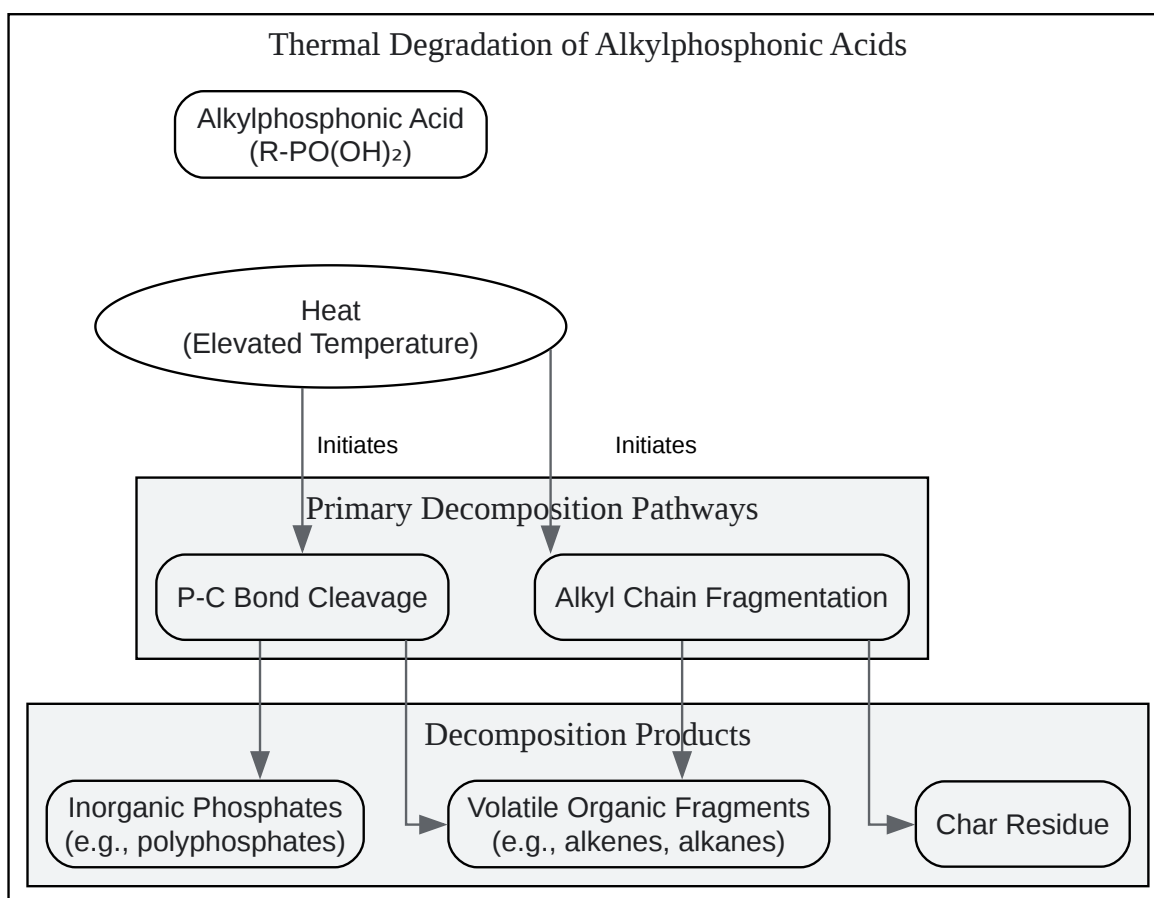 Thermal Degradation of Alkylphosphonic Acids
Alkylphosphonic Acid
(R-PO(OH)₂)
Heat
(Elevated Temperature)
Initiates
Initiates
Primary Decomposition Pathways
P-C Bond Cleavage
Alkyl Chain Fragmentation
Decomposition Products
Inorganic Phosphates
(e.g., polyphosphates)
Volatile Organic Fragments
(e.g., alkenes, alkanes)
Char Residue